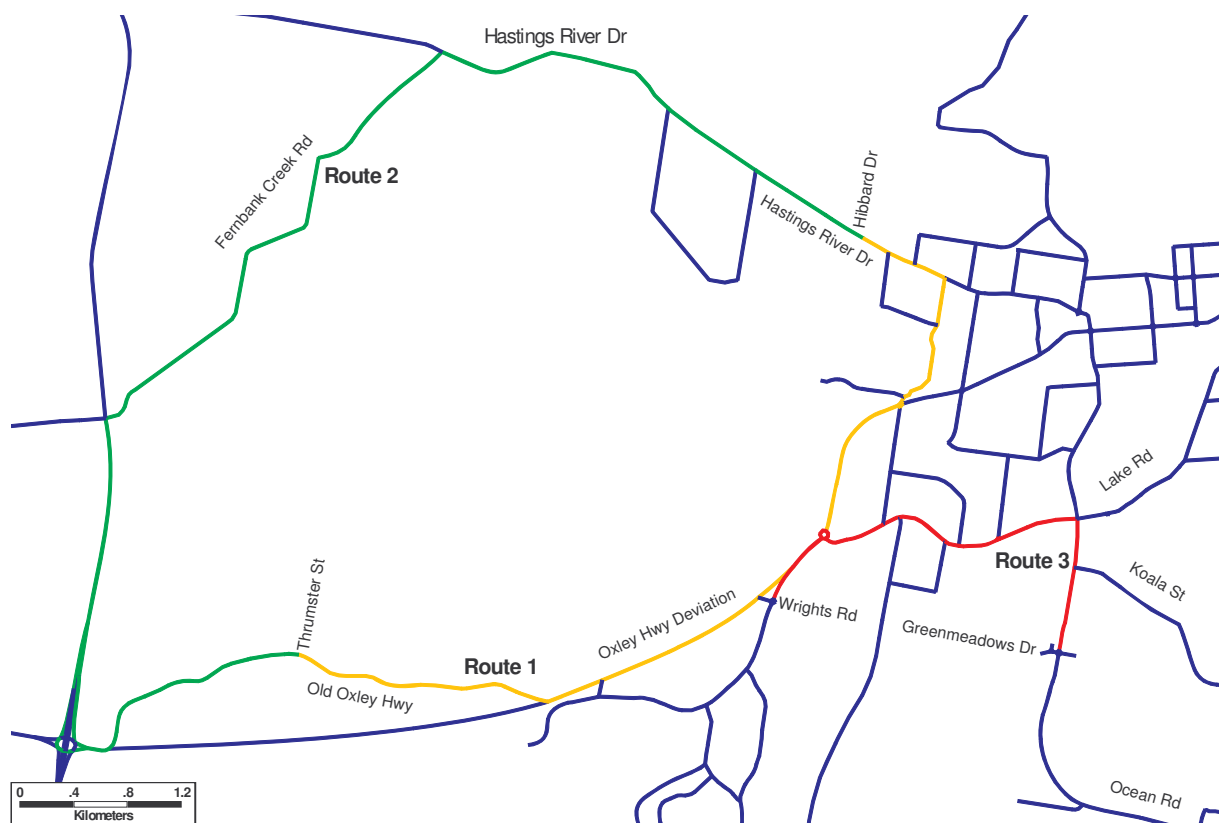 Hastings River Dr
Fernbank Creek Rd
Route 2
Hibbard Dr
Hastings River Dr
Lake Rd
Route 3
Koala St
Thrumster St
Oxley Hwy Deviation
Wrights Rd
Greenmeadows Dr
Route 1
Old Oxley Hwy
Ocean Rd
0 .4 .8 1.2
Kilometers